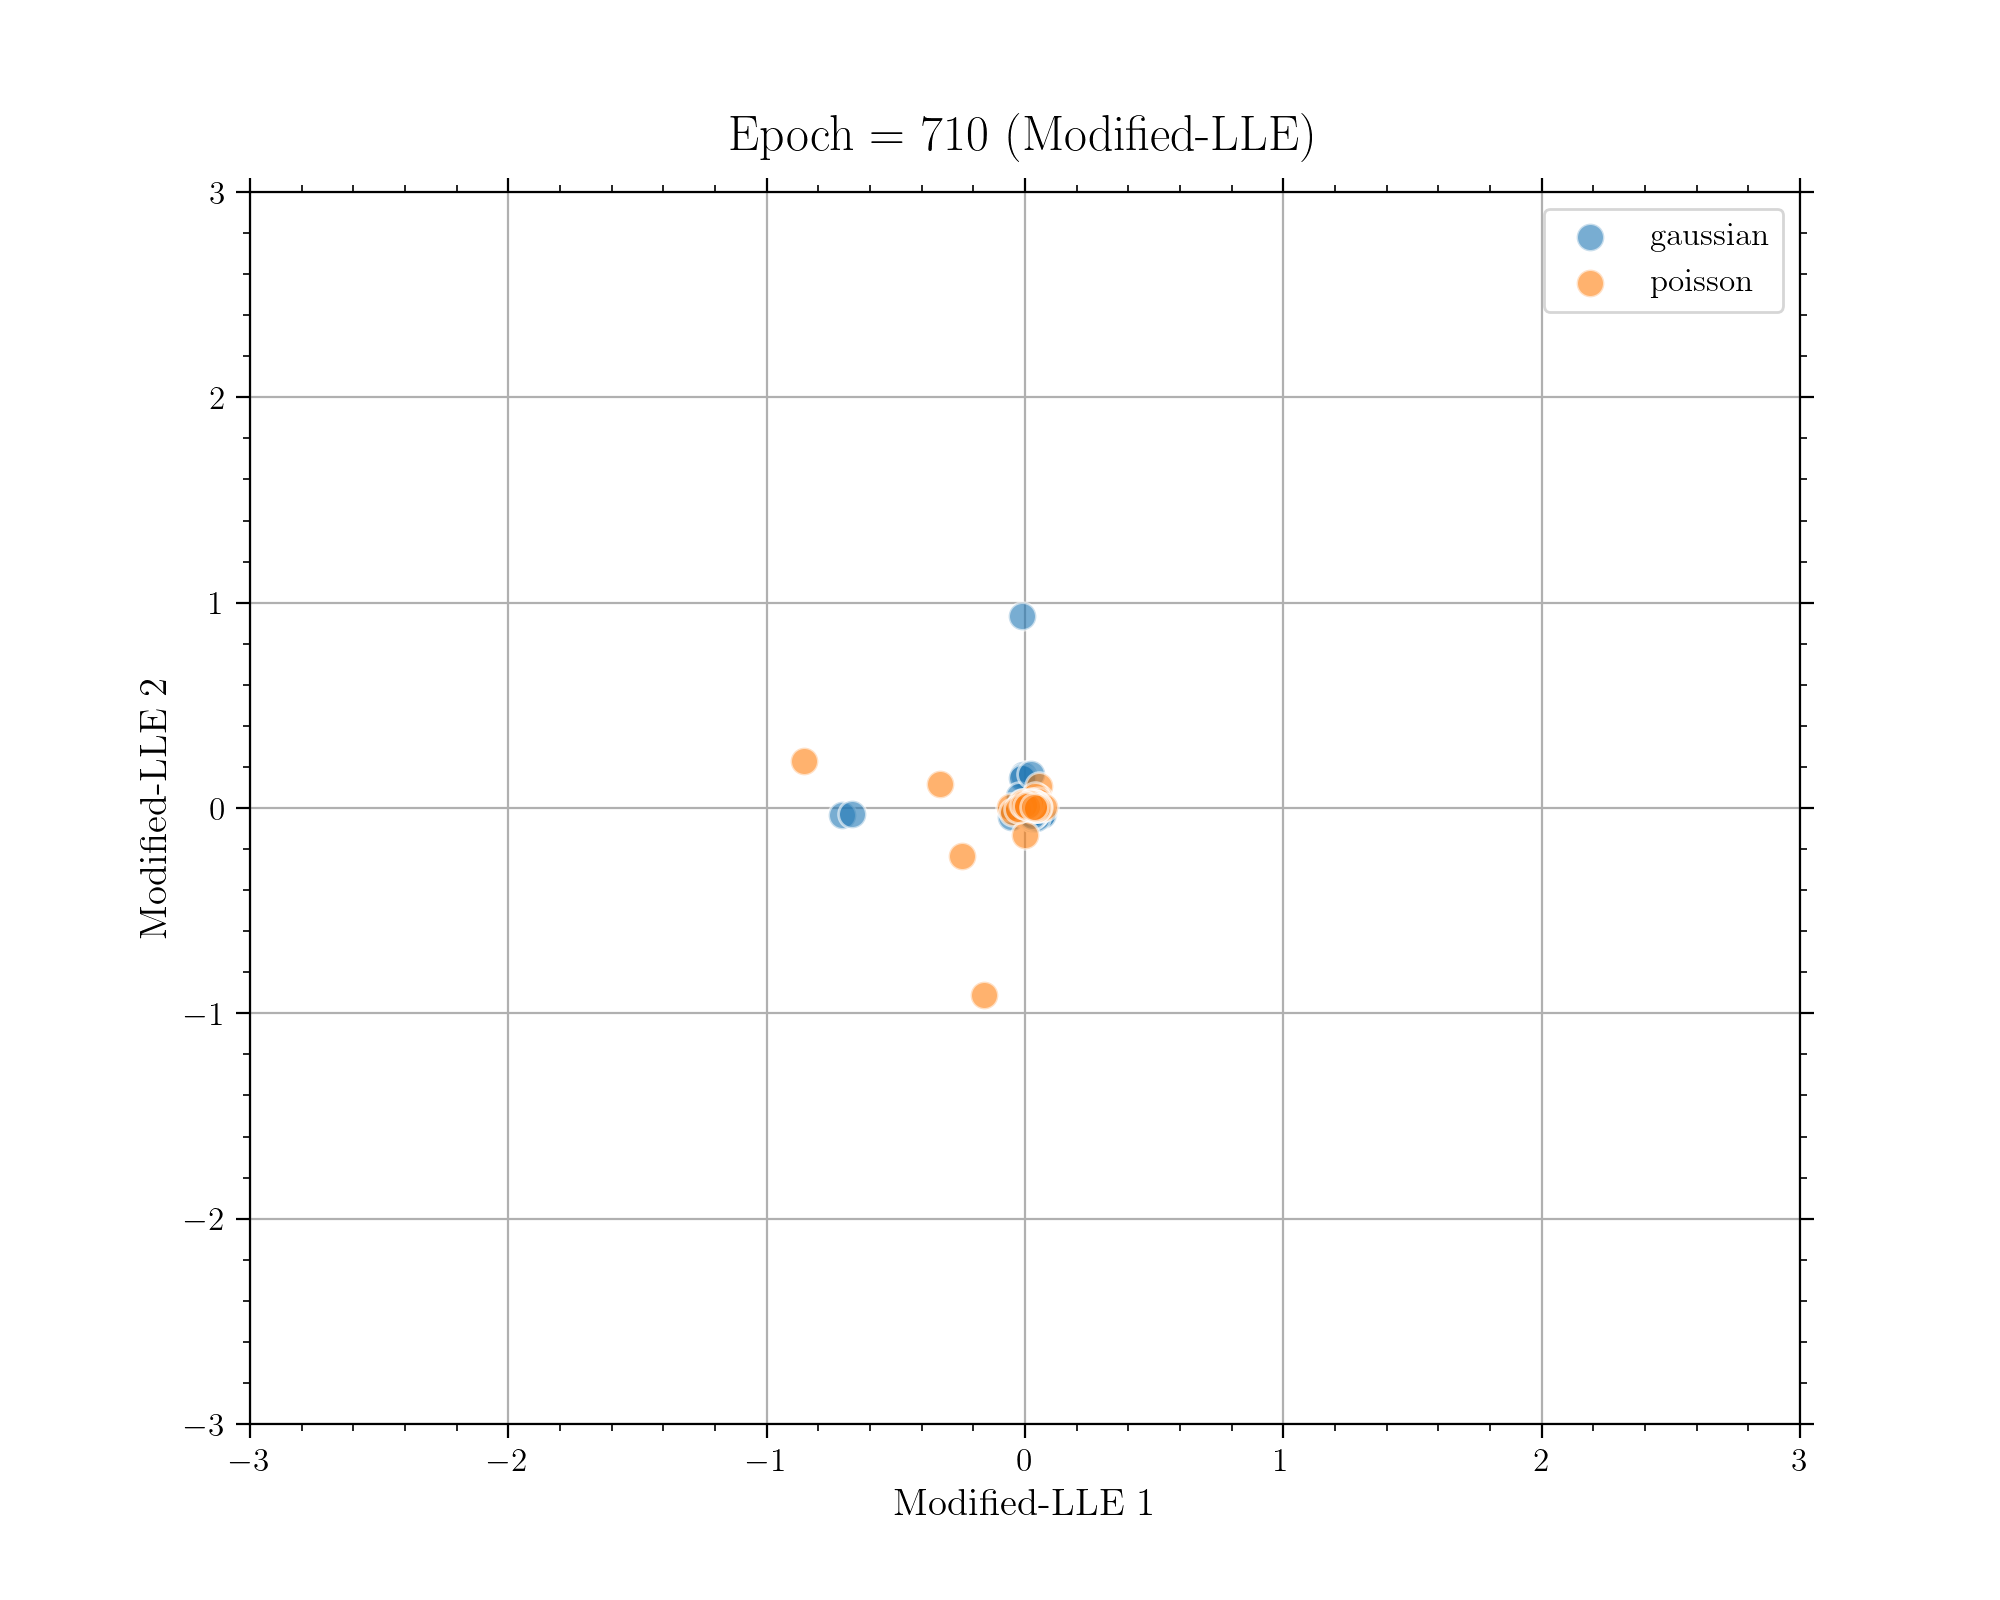 Epoch = 710 (Modified-LLE)
gaussian
poisson
3
2
1
0
−1
−2
−3
Modified-LLE 2
−3
−2
−1
0
1
2
3
Modified-LLE 1